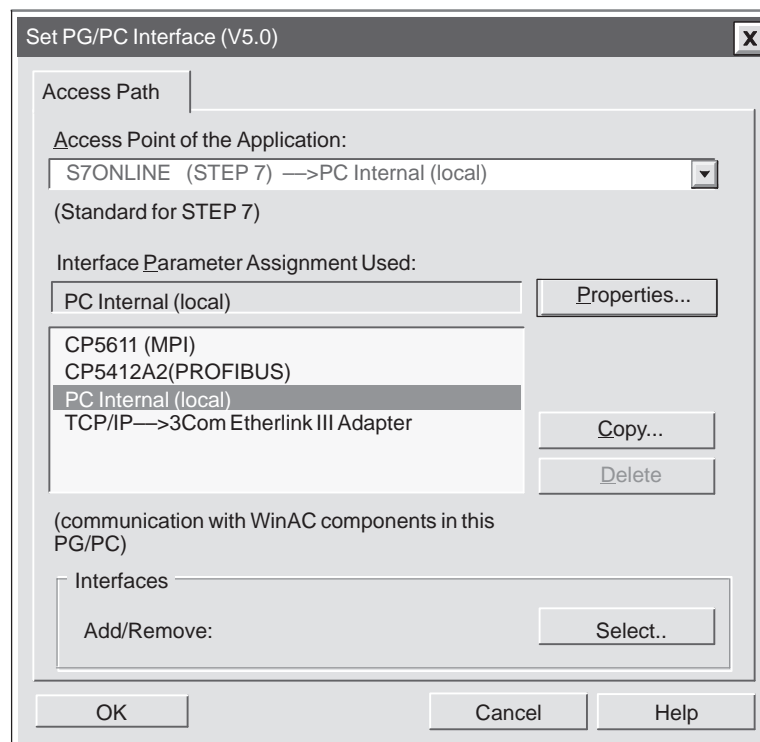 Set PG/PC Interface (V5.0)
X
Access Path
Access Point of the Application:
S7ONLINE (STEP 7) —>PC Internal (local)
(Standard for STEP 7)
Interface Parameter Assignment Used:
PC Internal (local)
Properties...
CP5611 (MPI)
CP5412A2(PROFIBUS)
PC Internal (local)
TCP/IP—>3Com Etherlink III Adapter
Copy...
Delete
(communication with WinAC components in this
PG/PC)
Interfaces
Add/Remove:
Select..
OK
Cancel
Help